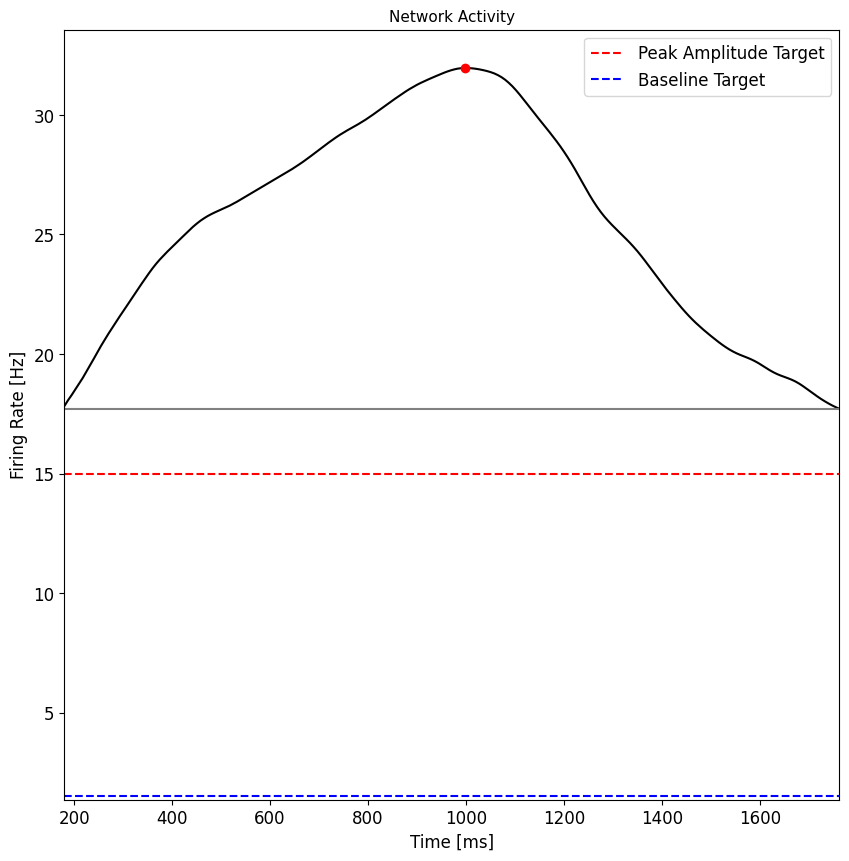 Network Activity
Peak Amplitude Target
Baseline Target
Firing Rate [Hz]
30
25
20
15
10
5
200 400 600 800 1000 1200 1400 1600
Time [ms]